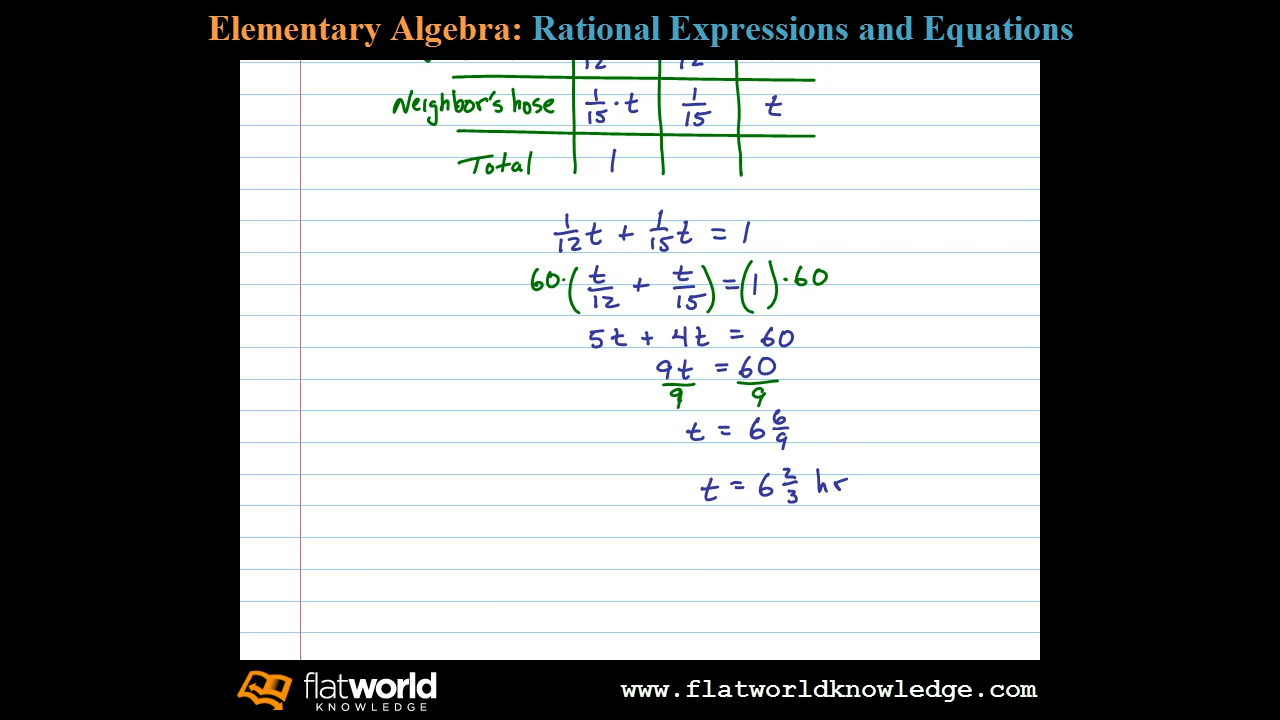 Elementary Algebra: Rational Expressions and Equations
12 12
Neighbor's hose 1/15 · t 1/15 t
Total 1
1/12 t + 1/15 t = 1
60 · ( t/12 + t/15 ) = ( 1 ) · 60
5t + 4t = 60
9t/9 = 60/9
t = 6 6/9
t = 6 2/3 hr
flatworld
KNOWLEDGE
www.flatworldknowledge.com